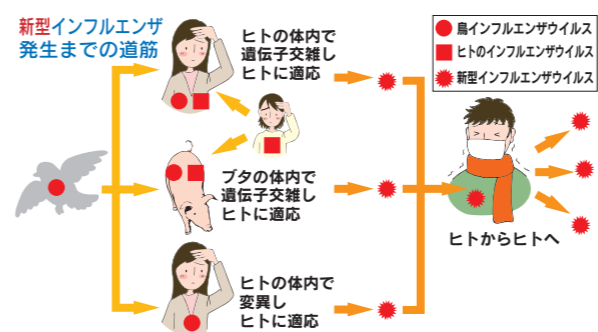 新型インフルエンザ
発生までの道筋
ヒトの体内で
遺伝子交雑し
ヒトに適応
鳥インフルエンザウイルス
ヒトのインフルエンザウイルス
新型インフルエンザウイルス
ブタの体内で
遺伝子交雑し
ヒトに適応
ヒトからヒトへ
ヒトの体内で
変異し
ヒトに適応